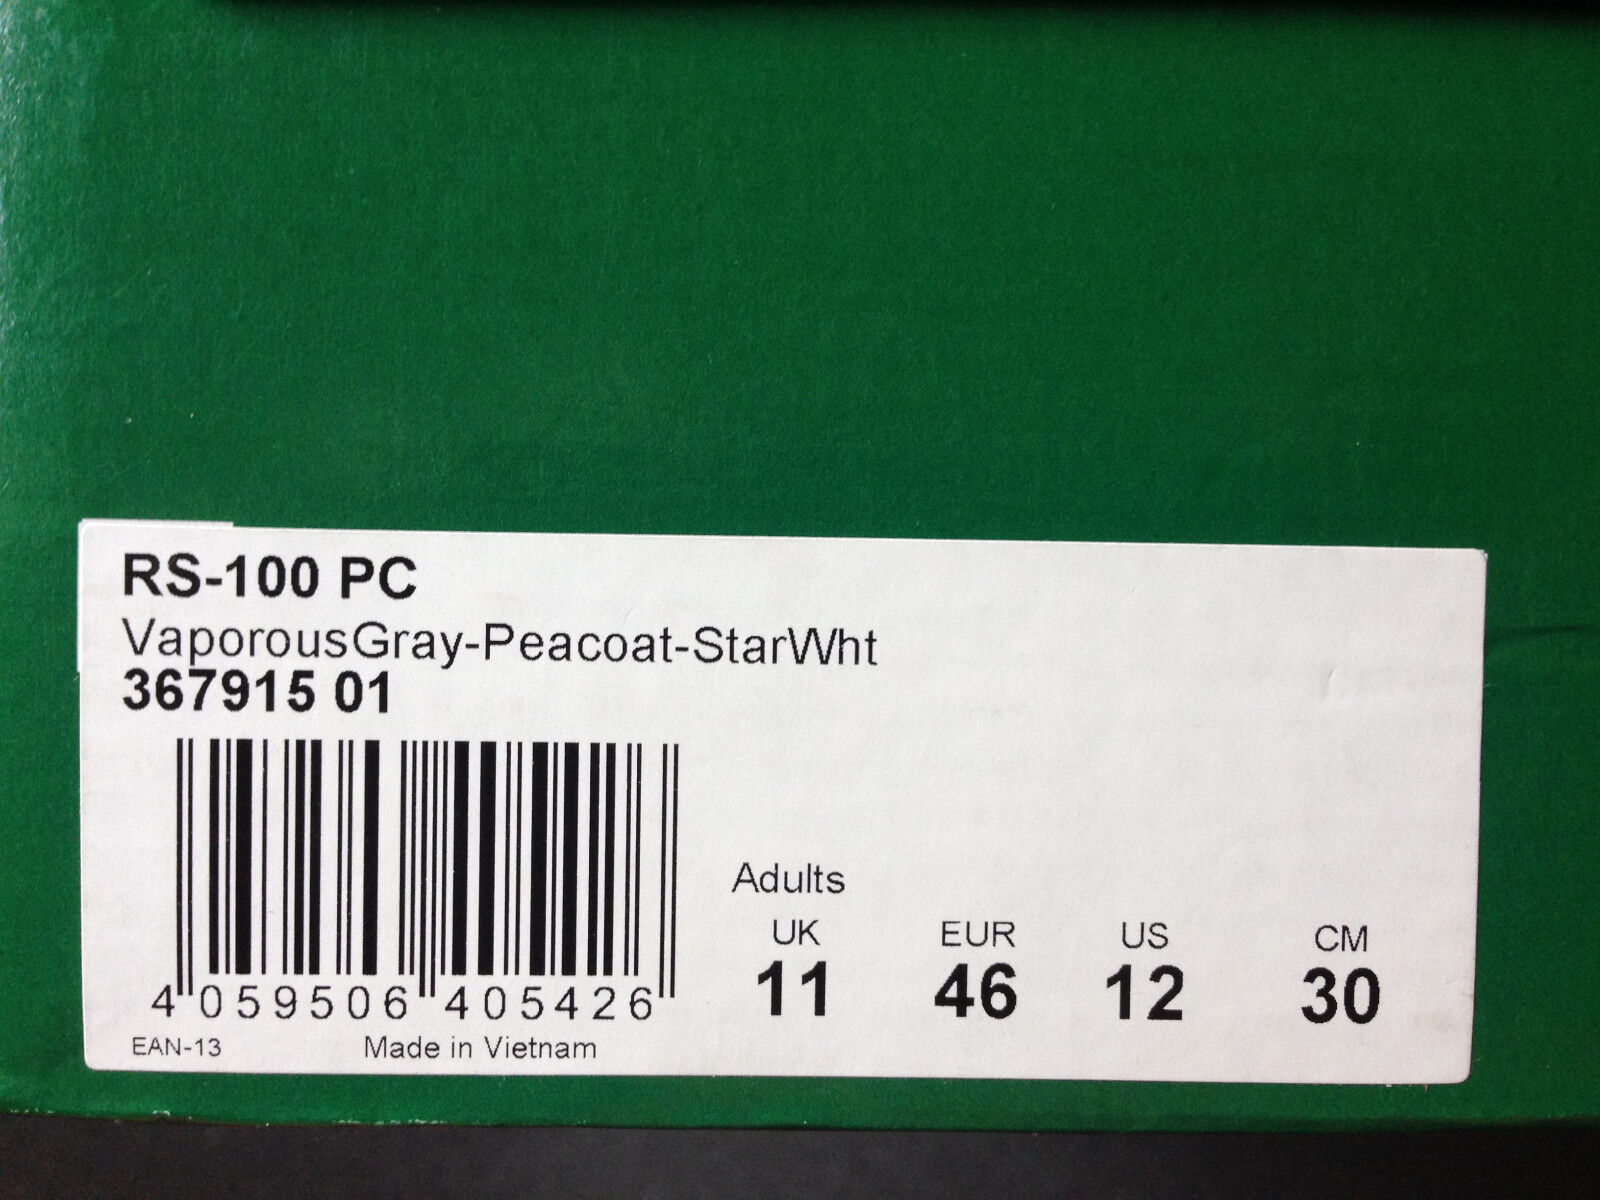 RS-100 PC
VaporousGray-Peacoat-StarWht
367915 01
Adults
UK EUR US CM
11 46 12 30
4 059506 405426
EAN-13 Made in Vietnam